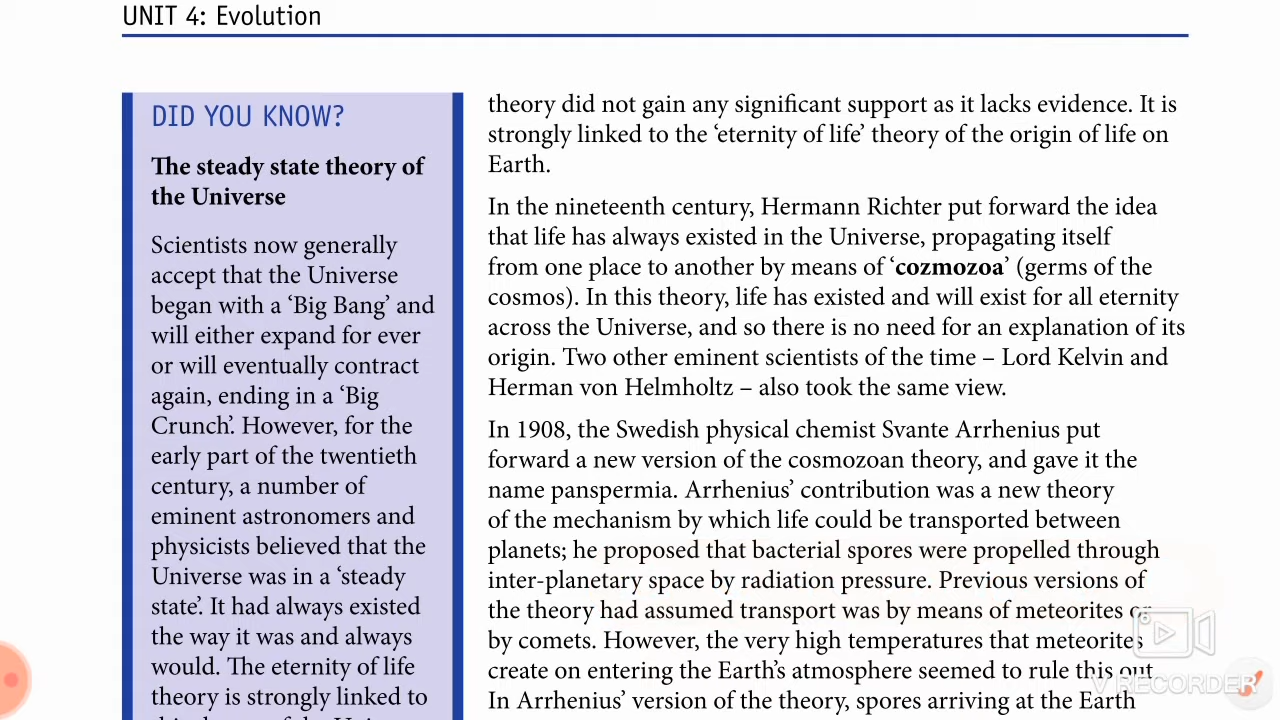 UNIT 4: Evolution
DID YOU KNOW?
The steady state theory of
the Universe
Scientists now generally
accept that the Universe
began with a ‘Big Bang’ and
will either expand for ever
or will eventually contract
again, ending in a ‘Big
Crunch’. However, for the
early part of the twentieth
century, a number of
eminent astronomers and
physicists believed that the
Universe was in a ‘steady
state’. It had always existed
the way it was and always
would. The eternity of life
theory is strongly linked to
theory did not gain any significant support as it lacks evidence. It is
strongly linked to the ‘eternity of life’ theory of the origin of life on
Earth.
In the nineteenth century, Hermann Richter put forward the idea
that life has always existed in the Universe, propagating itself
from one place to another by means of ‘cozmozoa’ (germs of the
cosmos). In this theory, life has existed and will exist for all eternity
across the Universe, and so there is no need for an explanation of its
origin. Two other eminent scientists of the time – Lord Kelvin and
Herman von Helmholtz – also took the same view.
In 1908, the Swedish physical chemist Svante Arrhenius put
forward a new version of the cosmozoan theory, and gave it the
name panspermia. Arrhenius’ contribution was a new theory
of the mechanism by which life could be transported between
planets; he proposed that bacterial spores were propelled through
inter-planetary space by radiation pressure. Previous versions of
the theory had assumed transport was by means of meteorites or
by comets. However, the very high temperatures that meteorites
create on entering the Earth’s atmosphere seemed to rule this out.
In Arrhenius’ version of the theory, spores arriving at the Earth
V RECORDER